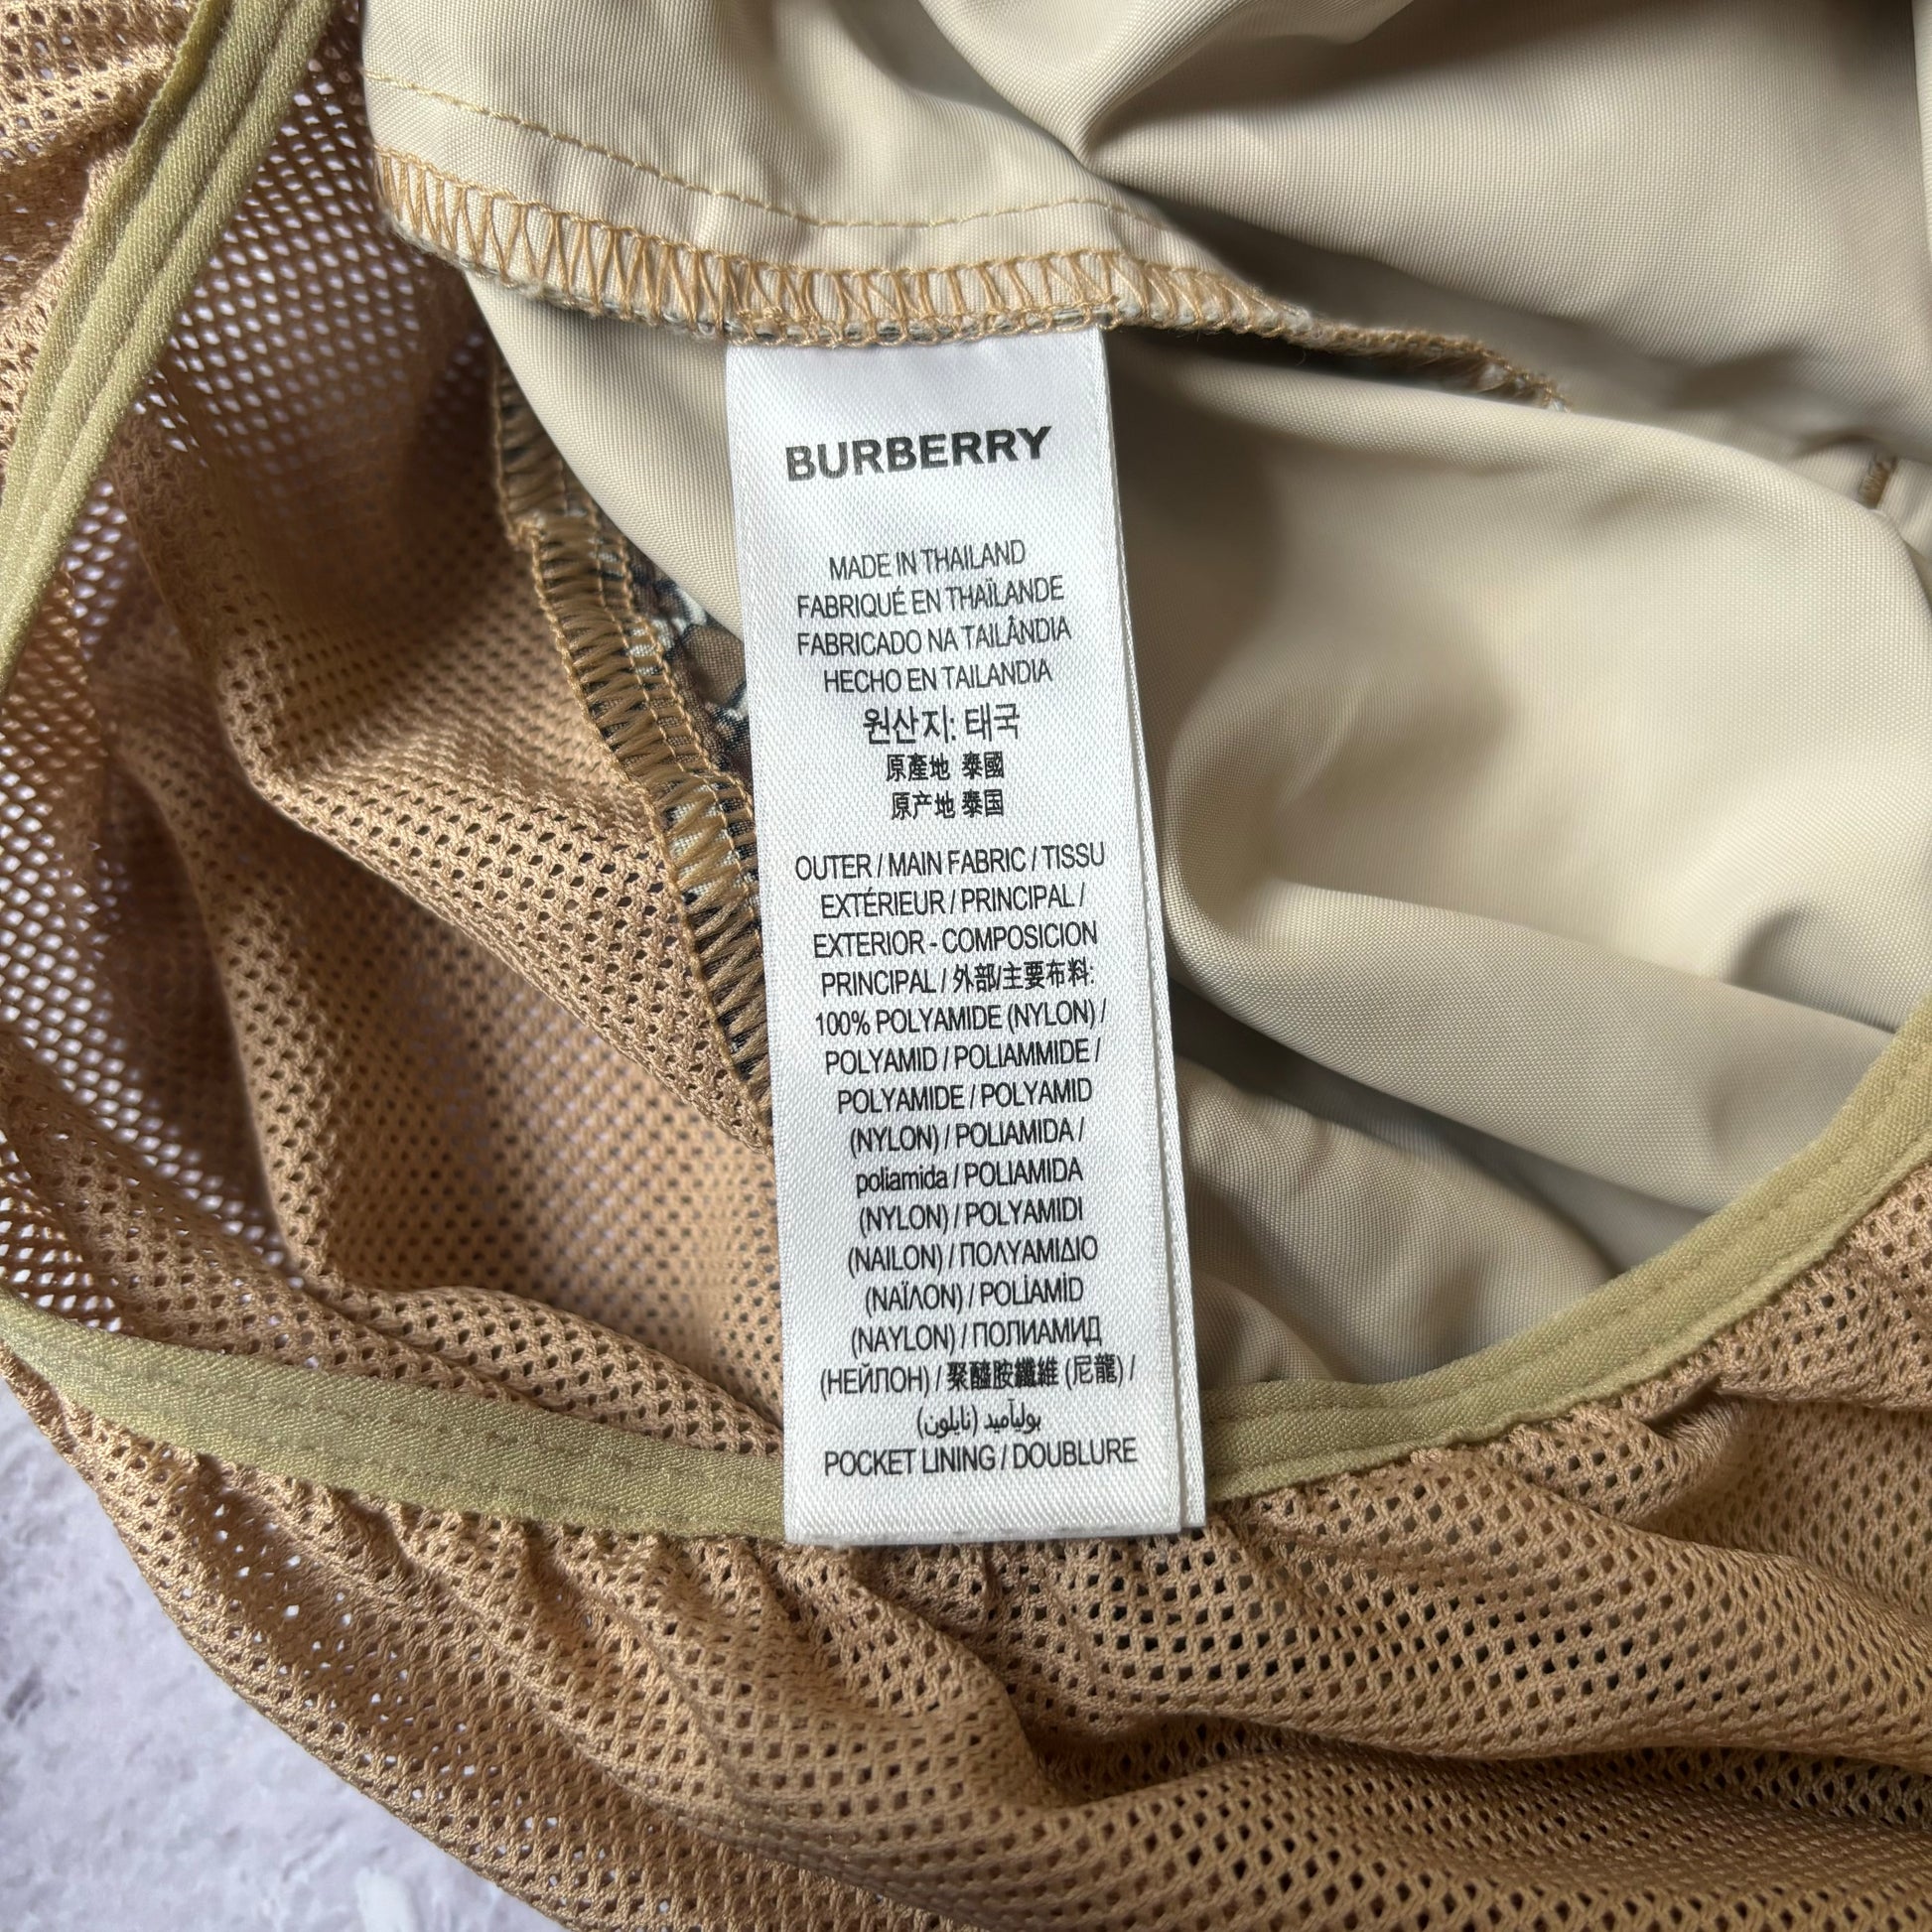 BURBERRY
MADE IN THAILAND
FABRIQUÉ EN THAÏLANDE
FABRICADO NA TAILÂNDIA
HECHO EN TAILANDIA
원산지: 태국
原產地 泰國
原产地 泰国
OUTER / MAIN FABRIC / TISSU
EXTÉRIEUR / PRINCIPAL /
EXTERIOR - COMPOSICION
PRINCIPAL / 外部/主要布料:
100% POLYAMIDE (NYLON) /
POLYAMID / POLIAMMIDE /
POLYAMIDE / POLYAMID
(NYLON) / POLIAMIDA /
poliamida / POLIAMIDA
(NYLON) / POLYAMIDI
(NAILON) / ΠΟΛΥΑΜΙΔΙΟ
(ΝΑΪΛΟΝ) / POLİAMİD
(NAYLON) / ПОЛИАМИД
(НЕЙЛОН) / 聚醯胺纖維 (尼龍) /
بولیآمید (نایلون)
POCKET LINING / DOUBLURE